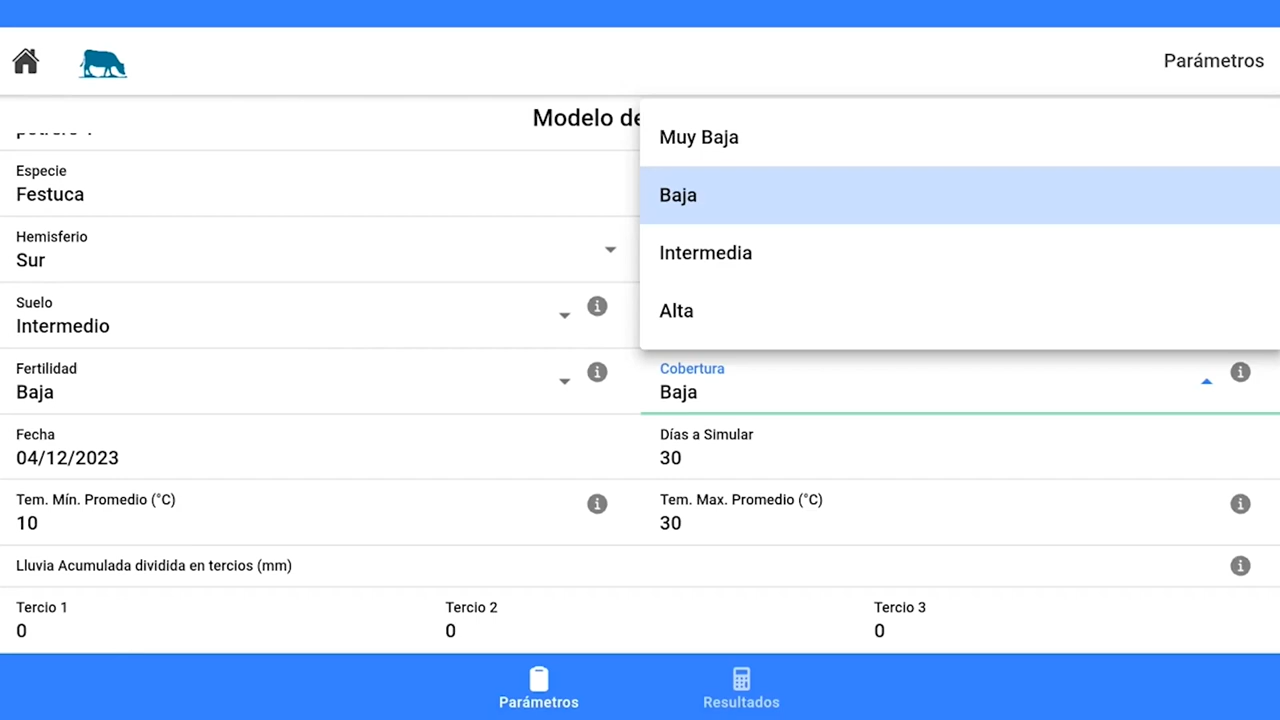 Parámetros
Modelo de
Especie
Festuca
Hemisferio
Sur
Suelo
Intermedio
Muy Baja
Baja
Intermedia
Alta
Fertilidad
Baja
Cobertura
Baja
Fecha
04/12/2023
Días a Simular
30
Tem. Mín. Promedio (°C)
10
Tem. Max. Promedio (°C)
30
Lluvia Acumulada dividida en tercios (mm)
Tercio 1
0
Tercio 2
0
Tercio 3
0
Parámetros
Resultados